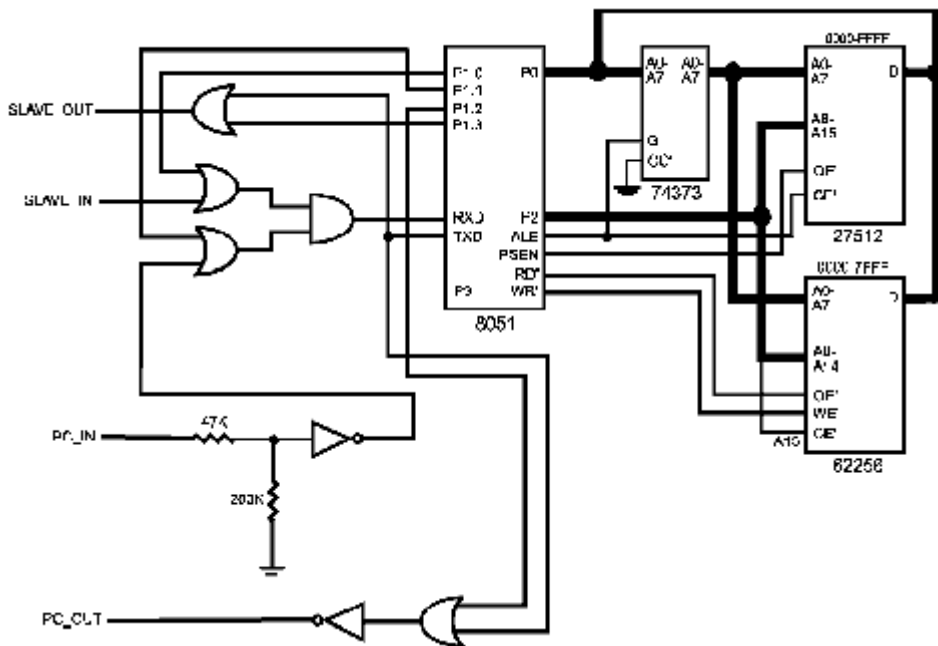 SLAVE_OUT
SLAVE_IN
P1.0
P1.1
P1.2
P1.3
RXD
TXD
P3
P0
P2
ALE
PSEN
RD*
WR*
8051
A0-
A7
A0-
A7
G
OC*
74373
0000-FFFF
A0-
A7
D
A8-
A15
OE*
CE*
27512
0000-7FFF
A0-
A7
D
A8-
A14
OE*
WE*
CE*
A15
62256
PC_IN
47K
PC_OUT